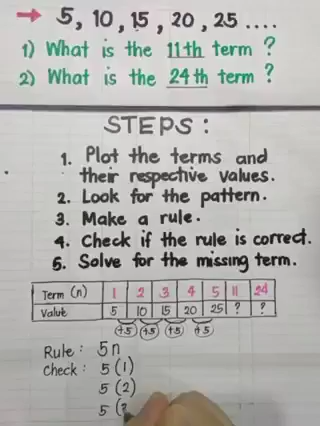 → 5, 10, 15, 20, 25 ....
1) What is the 11th term ?
2) What is the 24th term ?
STEPS :
1. Plot the terms and
their respective values.
2. Look for the pattern.
3. Make a rule.
4. Check if the rule is correct.
5. Solve for the missing term.
Term (n) 1 2 3 4 5 11 24
Value 5 10 15 20 25 ? ?
+5 +5 +5 +5
Rule : 5n
Check : 5 (1)
5 (2)
5 (